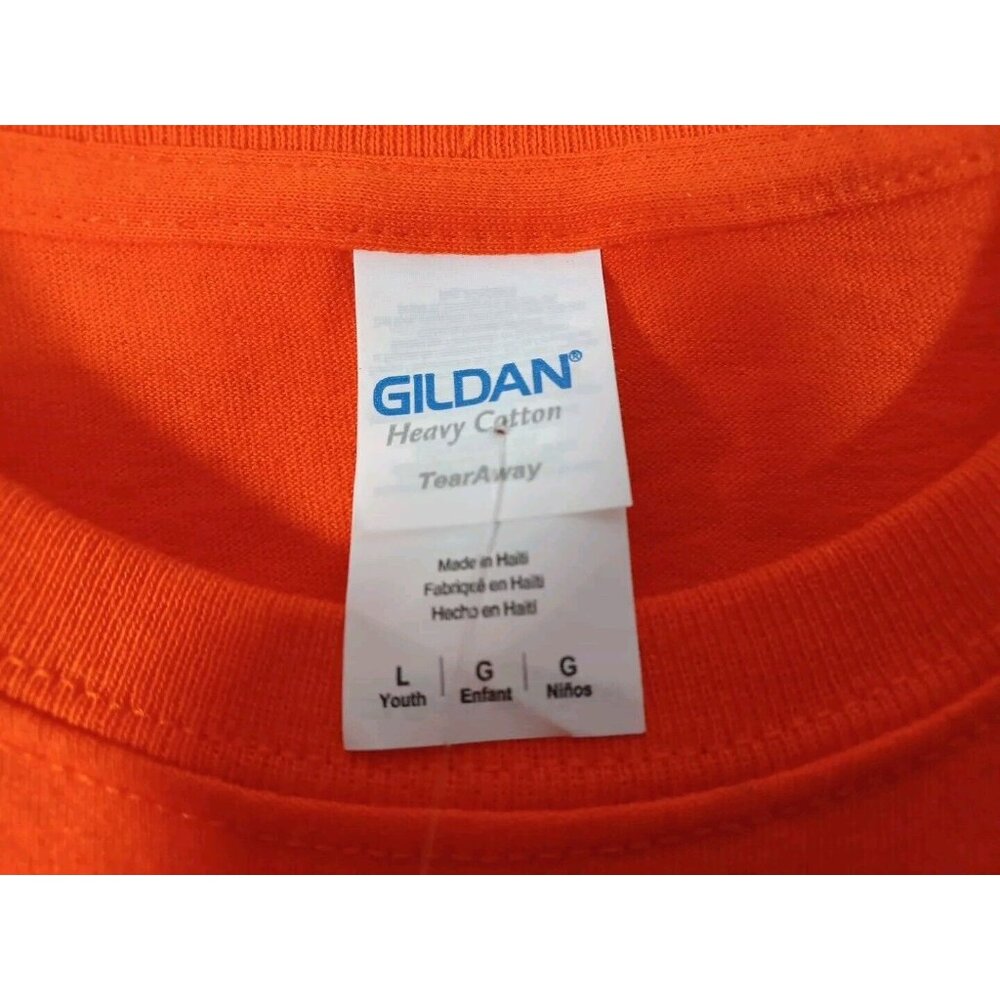 GILDAN®
Heavy Cotton
TearAway
Made in Haiti
Fabriqué en Haïti
Hecho en Haití
L | G | G
Youth Enfant Niños